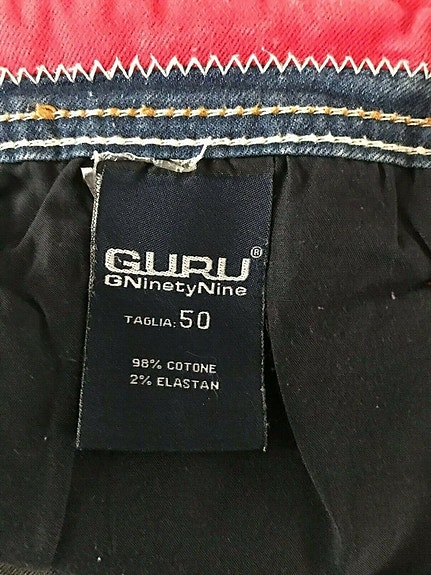 GURU®
GNinetyNine
TAGLIA: 50
98% COTONE
2% ELASTAN